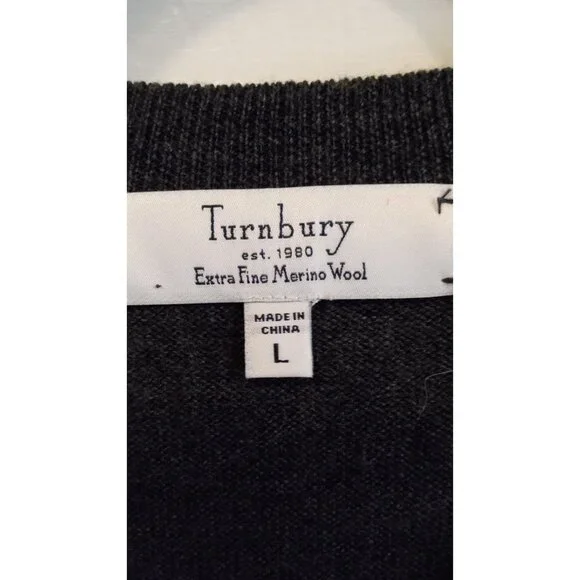 Turnbury
est. 1980
Extra Fine Merino Wool
MADE IN
CHINA
L